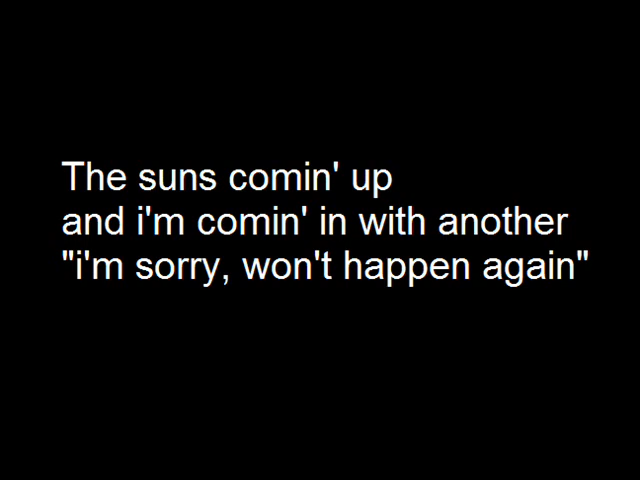 The suns comin' up
and i'm comin' in with another
"i'm sorry, won't happen again"